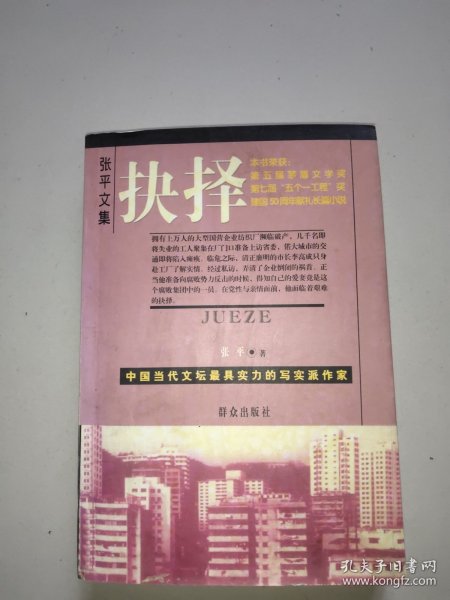 张平文集
抉择
本书荣获：
第五届茅盾文学奖
第七届“五个一工程”奖
建国50周年献礼长篇小说
拥有上万人的大型国营企业纺织厂濒临破产，几千名即
将失业的工人聚集在厂门口准备上访省委，偌大城市的交
通即将陷入瘫痪。临危之际，清正廉明的市长李高成只身
赴工厂了解实情。经过私访，弄清了企业倒闭的祸首。正
当他准备向腐败势力反击的时候，得知自己的爱妻竟是这
个腐败集团中的一员。在党性与亲情面前，他面临着艰难
的抉择。
JUEZE
张平●著
中国当代文坛最具实力的写实派作家
群众出版社
孔夫子旧书网
www.kongfz.com